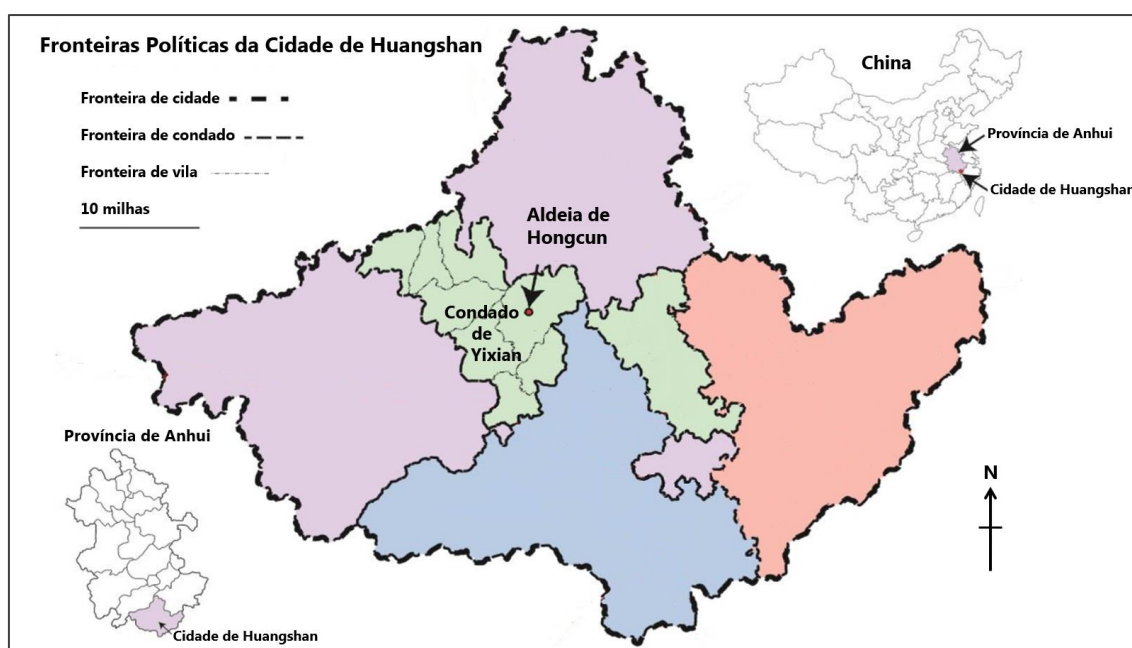 Fronteiras Políticas da Cidade de Huangshan
Fronteira de cidade
Fronteira de condado
Fronteira de vila
10 milhas
China
Província de Anhui
Cidade de Huangshan
Aldeia de
Hongcun
Condado
de
Yixian
Província de Anhui
Cidade de Huangshan
N